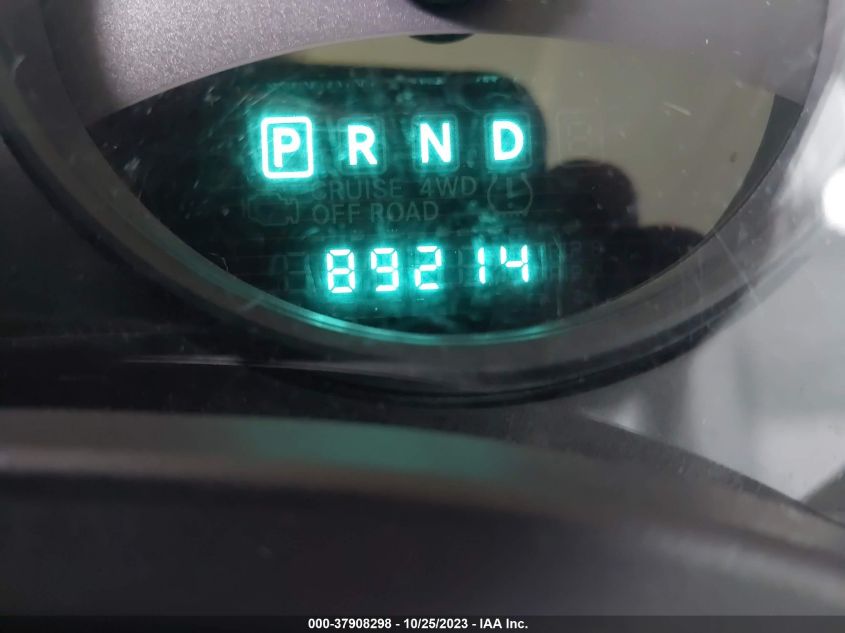 P R N D
CRUISE 4WD
OFF ROAD
89214
000-37908298 - 10/25/2023 - IAA Inc.